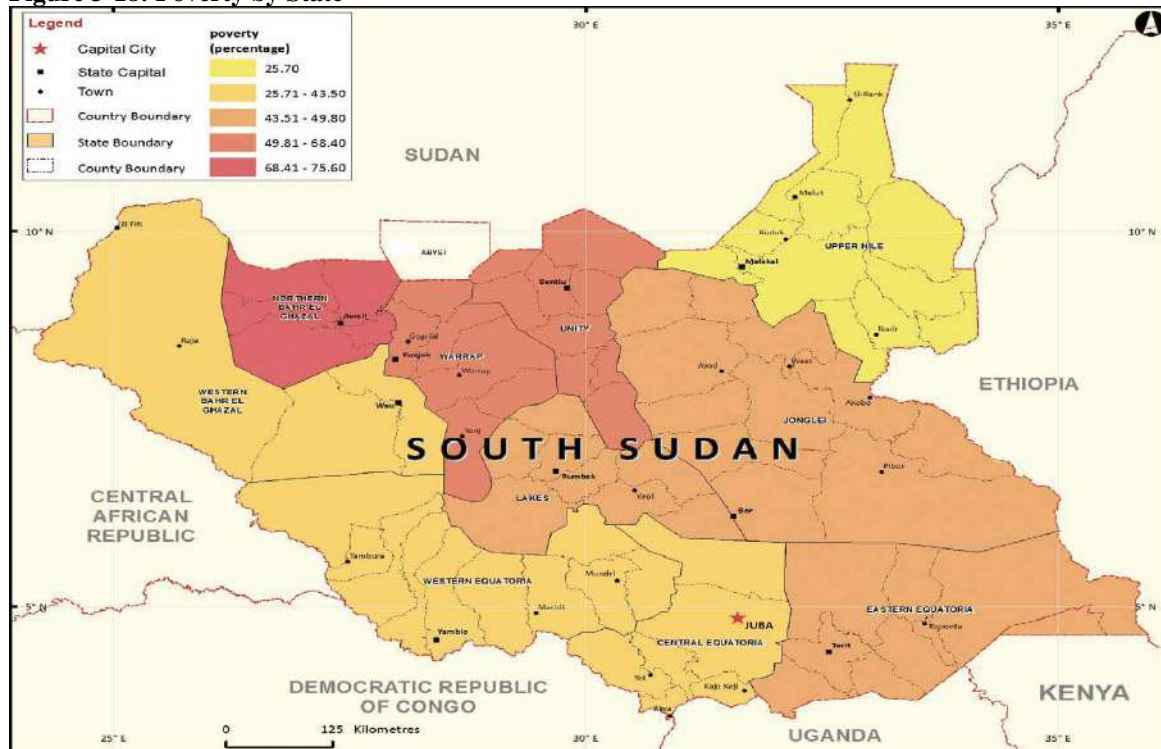 Figure 3-18: Poverty by State
Legend
Capital City
State Capital
Town
Country Boundary
State Boundary
County Boundary
poverty
(percentage)
25.70
25.71 - 43.50
43.51 - 49.80
49.81 - 68.40
68.41 - 75.60
30° E
35° E
SUDAN
10° N
10° N
ABYEI
Melut
Kodok
UPPER NILE
Malakal
Bentiu
NORTHERN
BAHR EL
GHAZAL
Aweil
Gogrial
UNITY
Nasir
Raja
Kuajok
WARRAP
Warrap
Ayod
Waat
ETHIOPIA
WESTERN
BAHR EL
GHAZAL
Wau
Akobo
JONGLEI
Tonj
SOUTH SUDAN
Rumbek
Pibor
CENTRAL
AFRICAN
REPUBLIC
LAKES
Yirol
Bor
Tambura
WESTERN EQUATORIA
Mundri
5° N
5° N
Maridi
EASTERN EQUATORIA
JUBA
Kapoeta
Yambio
CENTRAL EQUATORIA
Torit
Yei
Kajo Keji
DEMOCRATIC REPUBLIC
OF CONGO
KENYA
Kaya
0 125 Kilometres
UGANDA
25° E
30° E
35° E